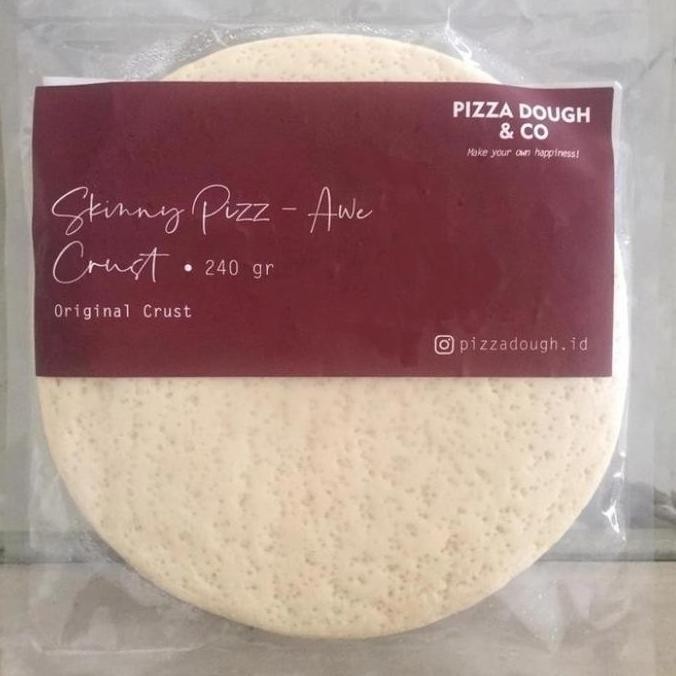 PIZZA DOUGH
& CO
Make your own happiness!
Skinny Pizz - Awe
Crust • 240 gr
Original Crust
pizzadough.id